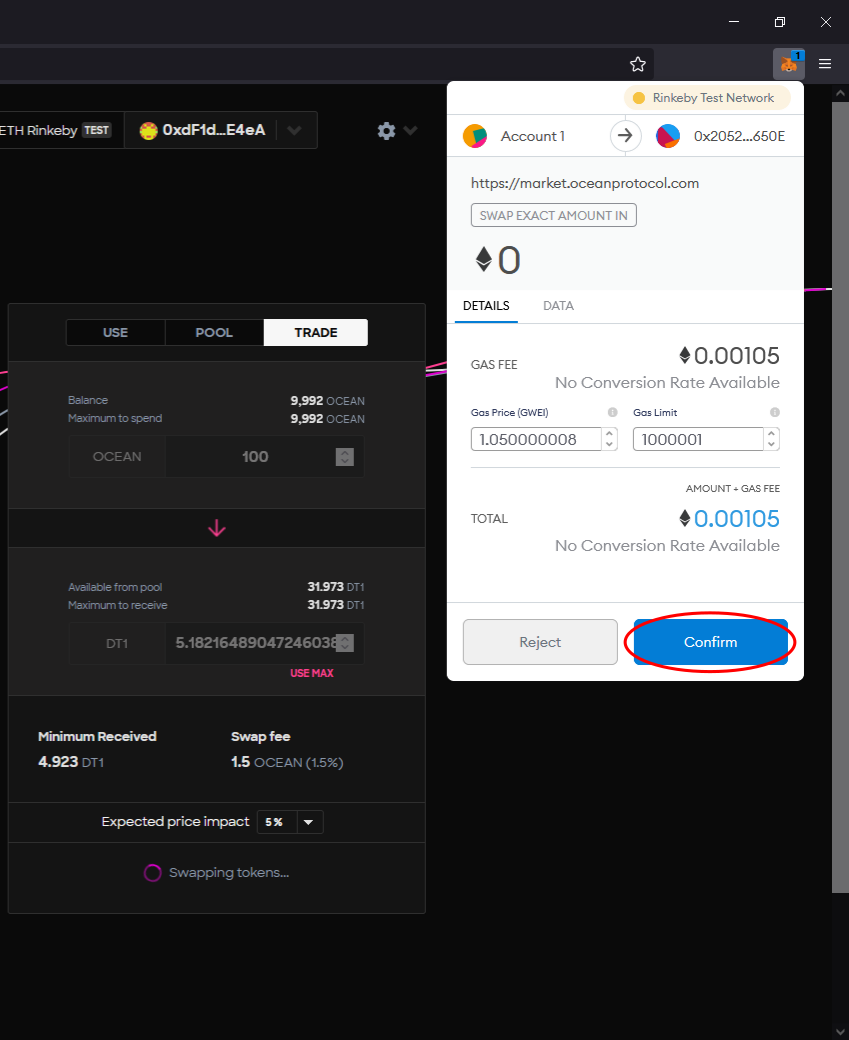 1
ETH Rinkeby TEST
0xdF1d...E4eA
Rinkeby Test Network
Account 1
0x2052...650E
https://market.oceanprotocol.com
SWAP EXACT AMOUNT IN
0
DETAILS
DATA
GAS FEE
0.00105
No Conversion Rate Available
Gas Price (GWEI)
Gas Limit
1.050000008
1000001
AMOUNT + GAS FEE
TOTAL
0.00105
No Conversion Rate Available
Reject
Confirm
USE
POOL
TRADE
Balance
9,992 OCEAN
Maximum to spend
9,992 OCEAN
OCEAN
100
Available from pool
31.973 DT1
Maximum to receive
31.973 DT1
DT1
5.18216489047246038
USE MAX
Minimum Received
Swap fee
4.923 DT1
1.5 OCEAN (1.5%)
Expected price impact
5%
Swapping tokens...